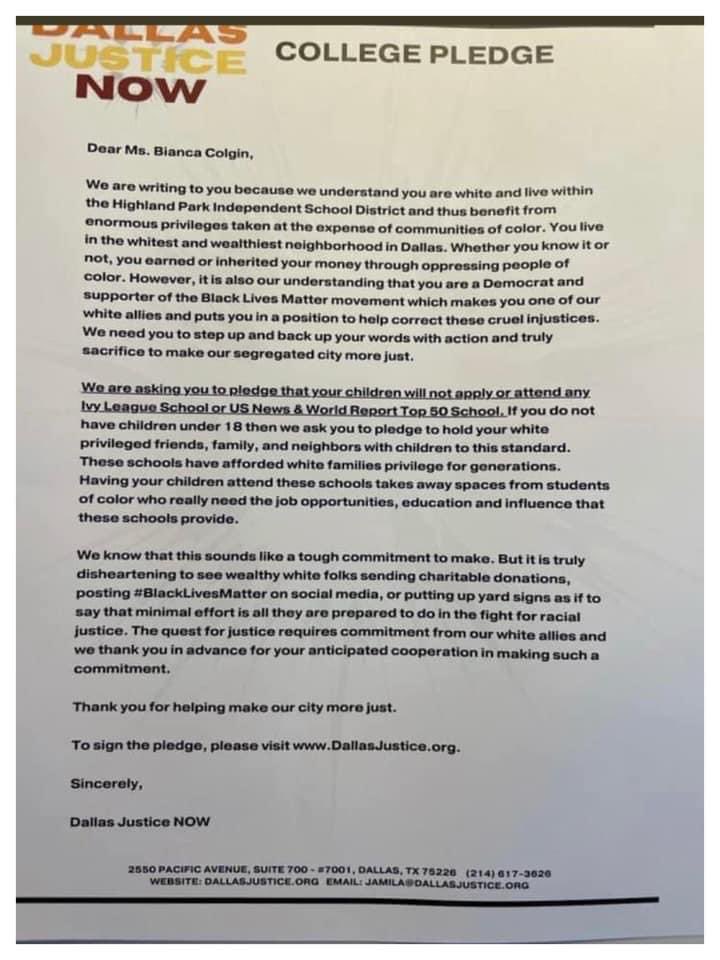 DALLAS
JUSTICE
NOW
COLLEGE PLEDGE
Dear Ms. Bianca Colgin,
We are writing to you because we understand you are white and live within
the Highland Park Independent School District and thus benefit from
enormous privileges taken at the expense of communities of color. You live
in the whitest and wealthiest neighborhood in Dallas. Whether you know it or
not, you earned or inherited your money through oppressing people of
color. However, it is also our understanding that you are a Democrat and
supporter of the Black Lives Matter movement which makes you one of our
white allies and puts you in a position to help correct these cruel injustices.
We need you to step up and back up your words with action and truly
sacrifice to make our segregated city more just.
We are asking you to pledge that your children will not apply or attend any
Ivy League School or US News & World Report Top 50 School. If you do not
have children under 18 then we ask you to pledge to hold your white
privileged friends, family, and neighbors with children to this standard.
These schools have afforded white families privilege for generations.
Having your children attend these schools takes away spaces from students
of color who really need the job opportunities, education and influence that
these schools provide.
We know that this sounds like a tough commitment to make. But it is truly
disheartening to see wealthy white folks sending charitable donations,
posting #BlackLivesMatter on social media, or putting up yard signs as if to
say that minimal effort is all they are prepared to do in the fight for racial
justice. The quest for justice requires commitment from our white allies and
we thank you in advance for your anticipated cooperation in making such a
commitment.
Thank you for helping make our city more just.
To sign the pledge, please visit www.DallasJustice.org.
Sincerely,
Dallas Justice NOW
2550 PACIFIC AVENUE, SUITE 700 - #7001, DALLAS, TX 75226 (214) 617-3626
WEBSITE: DALLASJUSTICE.ORG EMAIL: JAMILA@DALLASJUSTICE.ORG